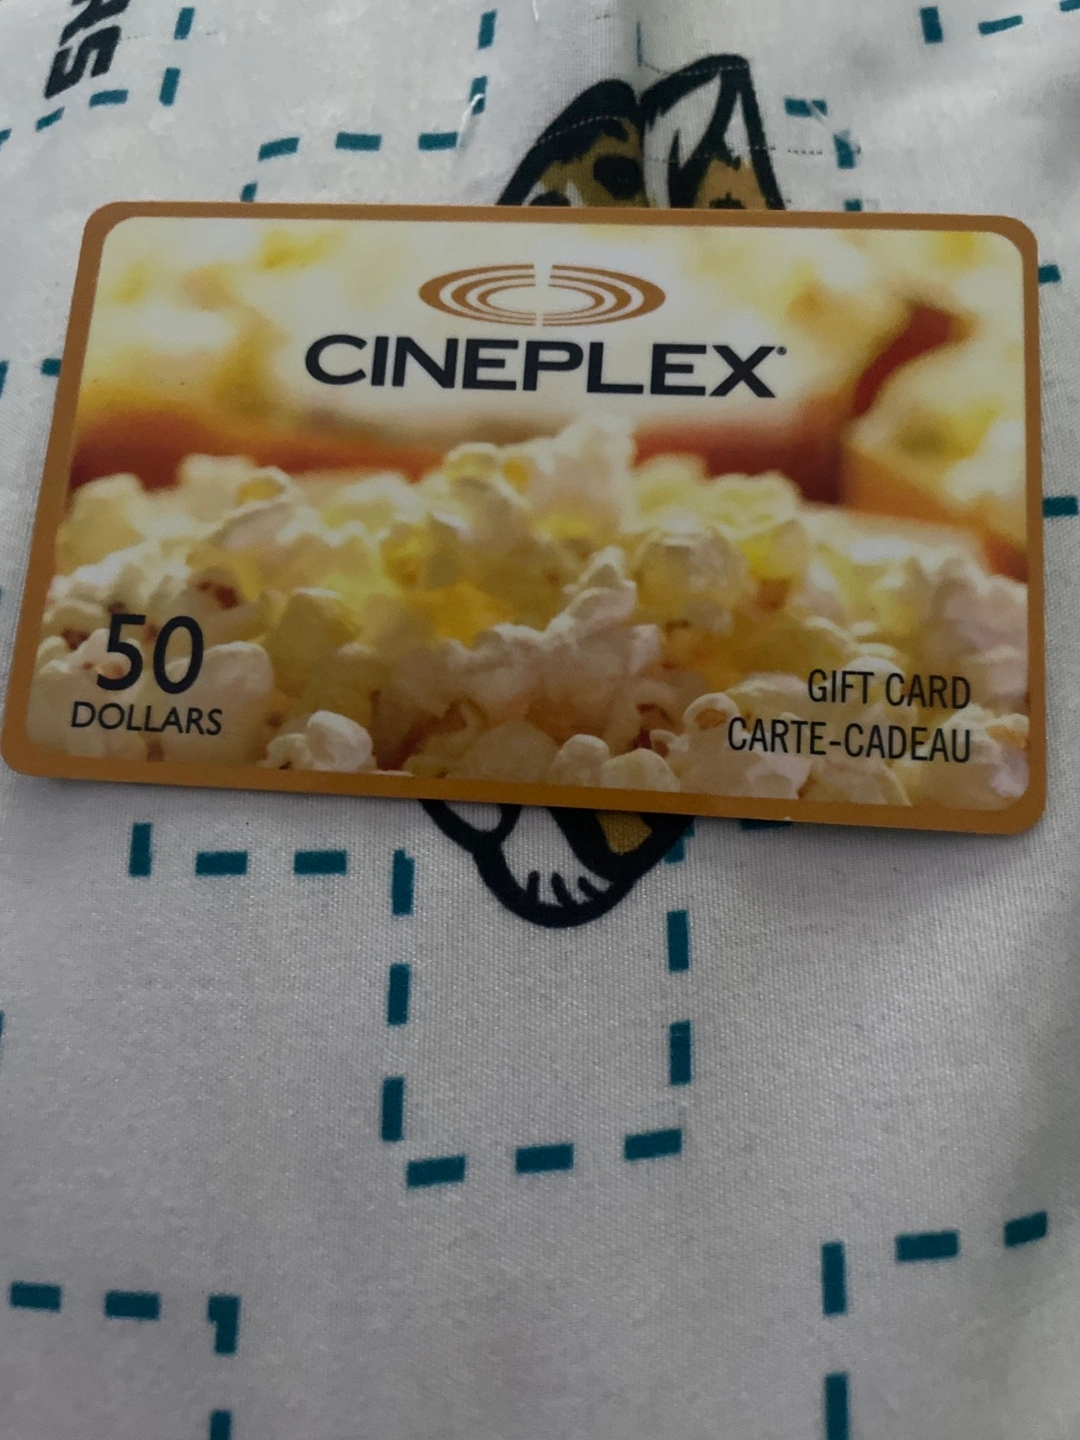 CINEPLEX
50
DOLLARS
GIFT CARD
CARTE-CADEAU